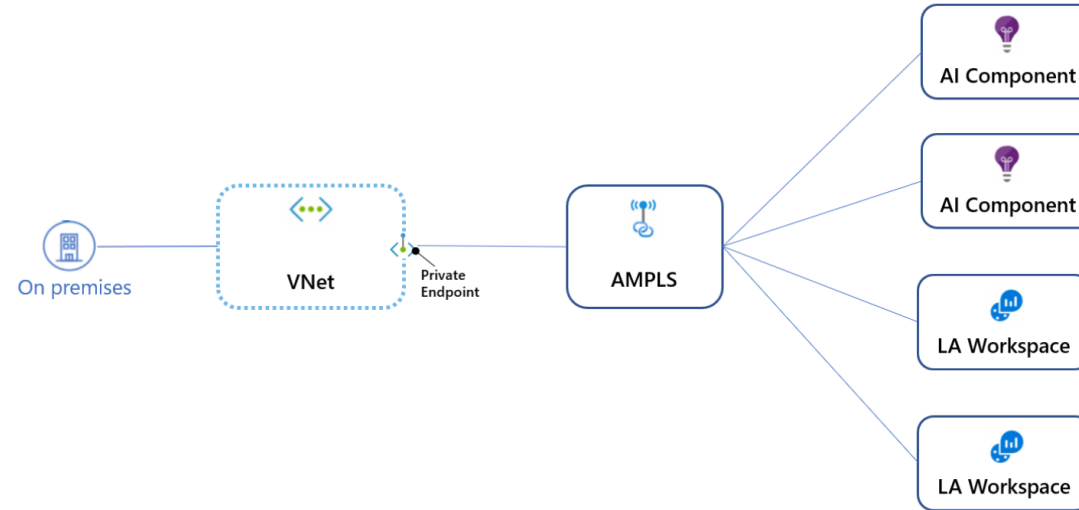 On premises
VNet
Private
Endpoint
AMPLS
AI Component
AI Component
LA Workspace
LA Workspace